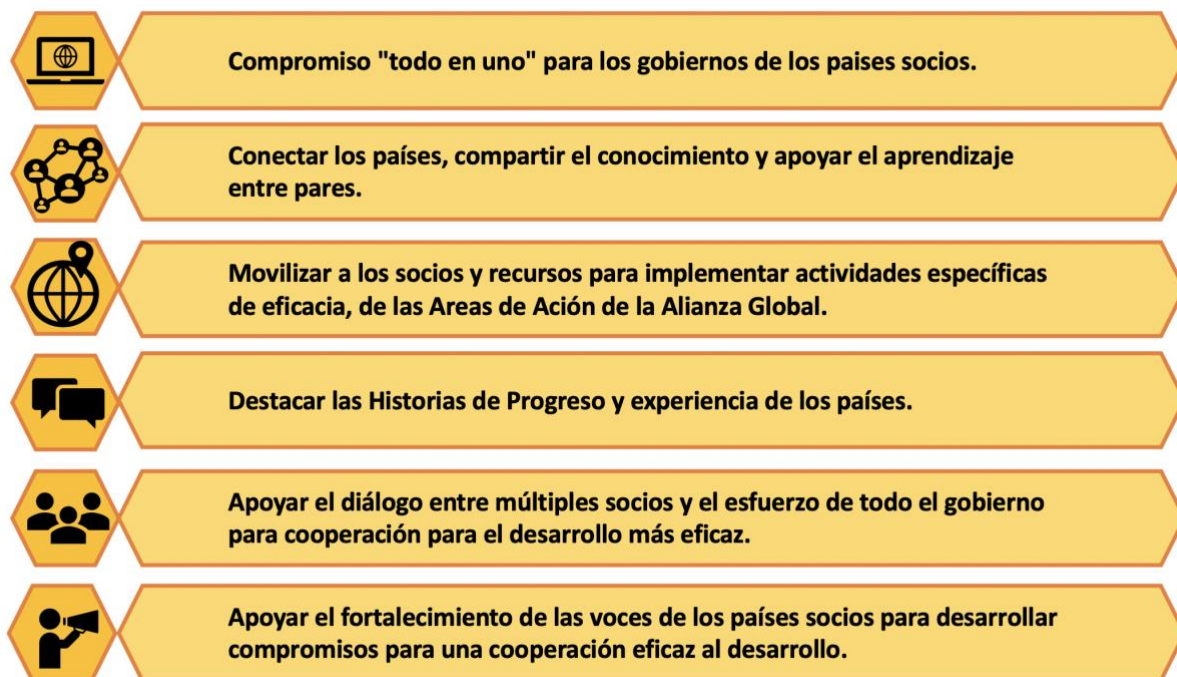 Compromiso "todo en uno" para los gobiernos de los paises socios.
Conectar los países, compartir el conocimiento y apoyar el aprendizaje
entre pares.
Movilizar a los socios y recursos para implementar actividades específicas
de eficacia, de las Areas de Ación de la Alianza Global.
Destacar las Historias de Progreso y experiencia de los países.
Apoyar el diálogo entre múltiples socios y el esfuerzo de todo el gobierno
para cooperación para el desarrollo más eficaz.
Apoyar el fortalecimiento de las voces de los países socios para desarrollar
compromisos para una cooperación eficaz al desarrollo.